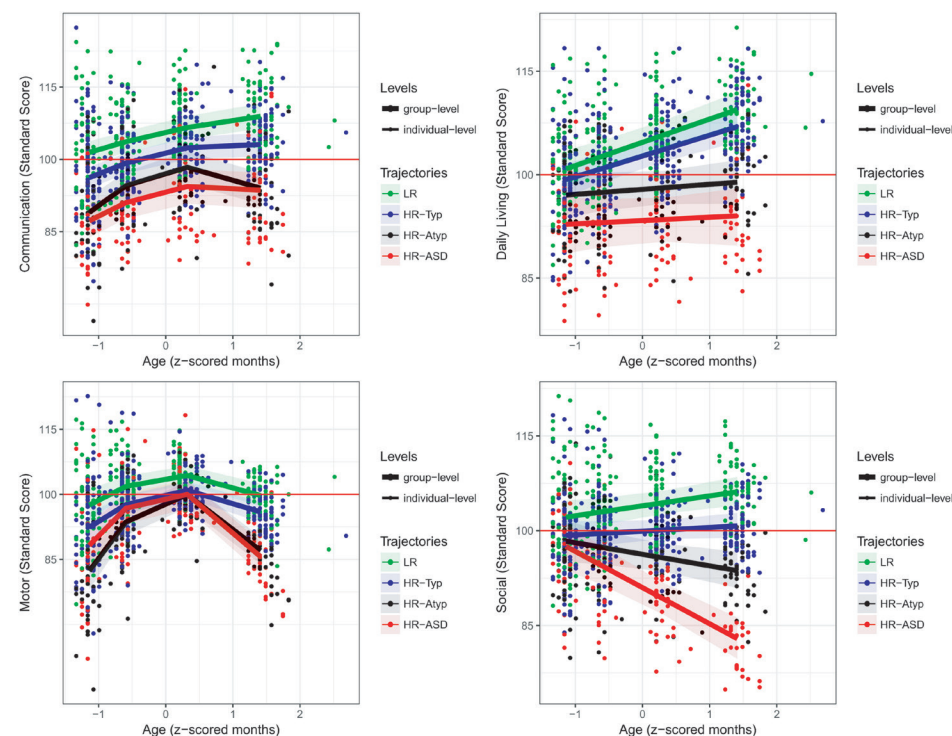 Communication (Standard Score)
115
100
85
−1
0
1
2
Age (z−scored months)
Levels
group−level
individual−level
Trajectories
LR
HR−Typ
HR−Atyp
HR−ASD
Daily Living (Standard Score)
115
100
85
−1
0
1
2
Age (z−scored months)
Levels
group−level
individual−level
Trajectories
LR
HR−Typ
HR−Atyp
HR−ASD
Motor (Standard Score)
115
100
85
−1
0
1
2
Age (z−scored months)
Levels
group−level
individual−level
Trajectories
LR
HR−Typ
HR−Atyp
HR−ASD
Social (Standard Score)
115
100
85
−1
0
1
2
Age (z−scored months)
Levels
group−level
individual−level
Trajectories
LR
HR−Typ
HR−Atyp
HR−ASD